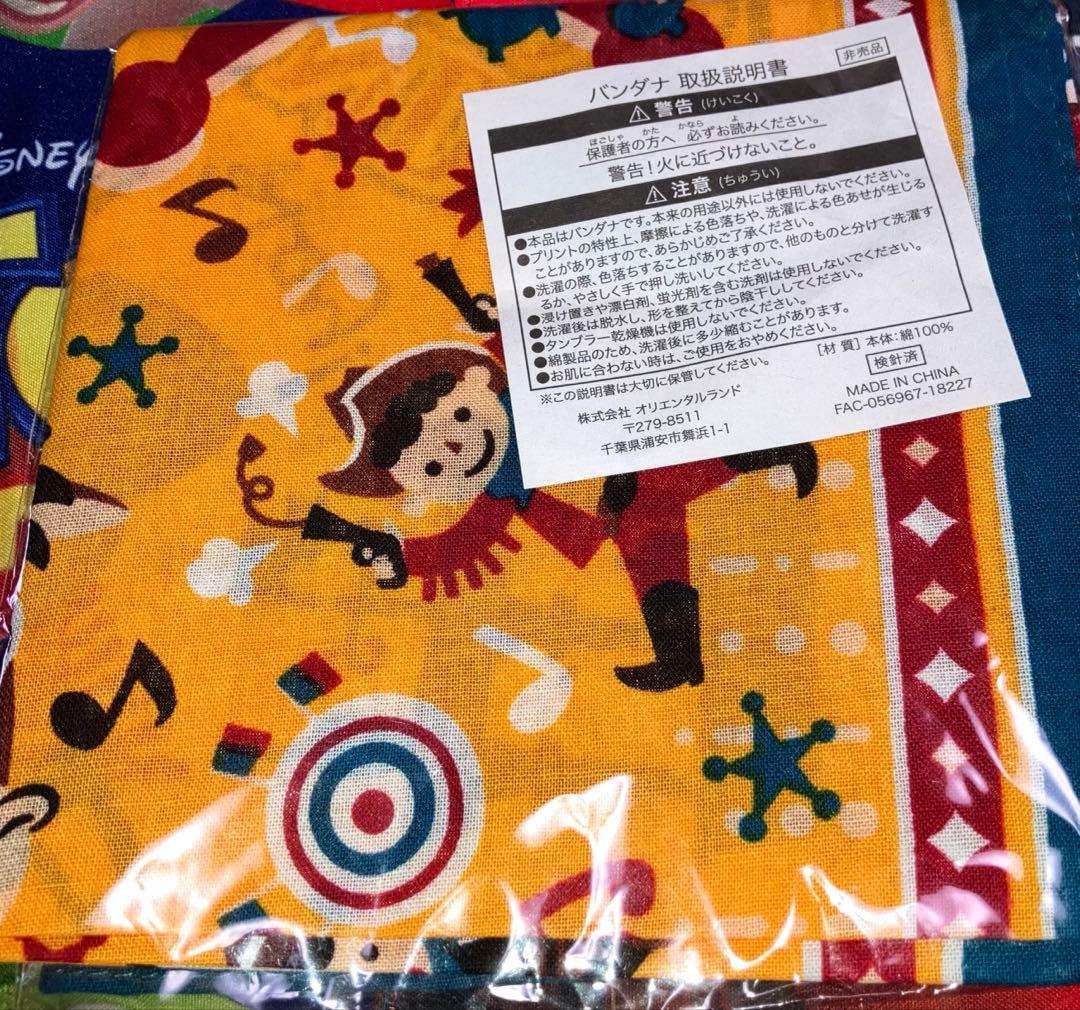 非売品
バンダナ 取扱説明書
⚠警告(けいこく)
ほごしゃ かた かなら よ
保護者の方へ 必ずお読みください。
警告!火に近づけないこと。
⚠注意(ちゅうい)
●本品はバンダナです。本来の用途以外には使用しないでください。
●プリントの特性上、摩擦による色落ちや、洗濯による色あせが生じる
ことがありますので、あらかじめご了承ください。
●洗濯の際、色落ちすることがありますので、他のものと分けて洗濯す
るか、やさしく手で押し洗いしてください。
●浸け置きや漂白剤、蛍光剤を含む洗剤は使用しないでください。
●洗濯後は脱水し、形を整えてから陰干ししてください。
●タンブラー乾燥機は使用しないでください。
●綿製品のため、洗濯後に多少縮むことがあります。
●お肌に合わない時は、ご使用をおやめください。
[材 質] 本体:綿100%
※この説明書は大切に保管してください。
検針済
株式会社 オリエンタルランド
〒279-8511
千葉県浦安市舞浜1-1
MADE IN CHINA
FAC-056967-18227